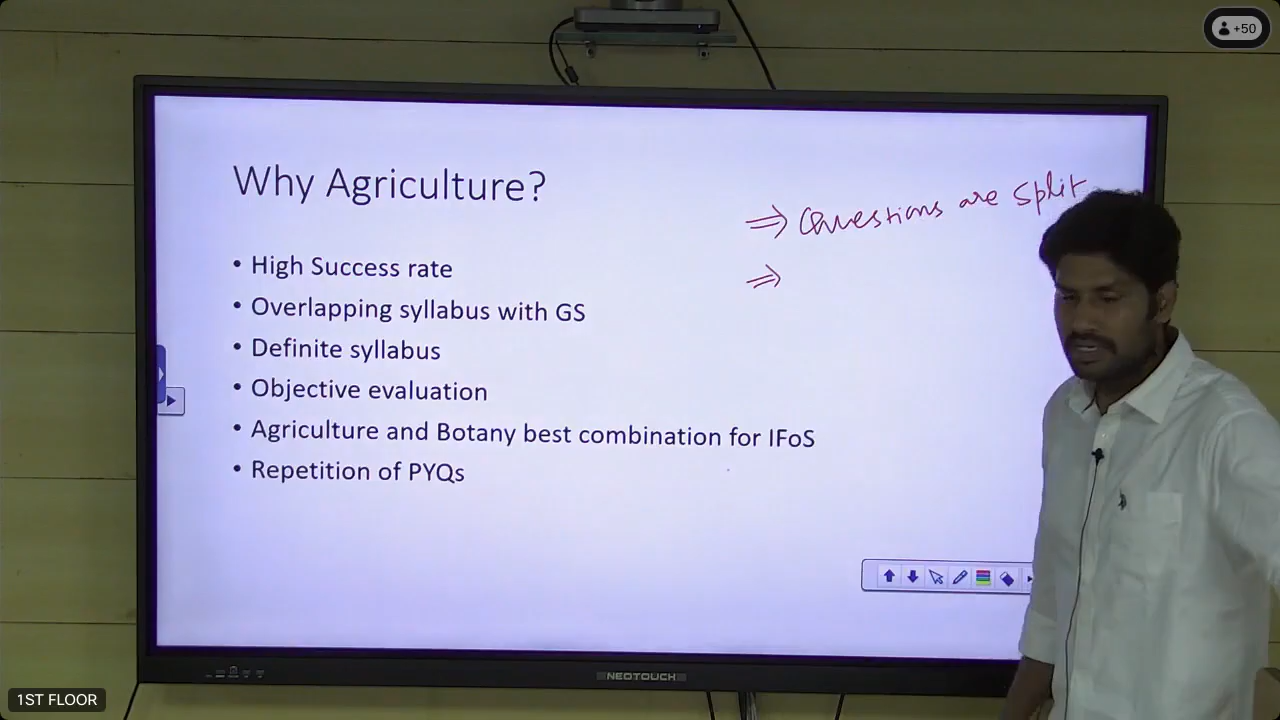 +50
Why Agriculture?
⇒ Questions are split
⇒
• High Success rate
• Overlapping syllabus with GS
• Definite syllabus
• Objective evaluation
• Agriculture and Botany best combination for IFoS
• Repetition of PYQs
NEOTOUCH
1ST FLOOR